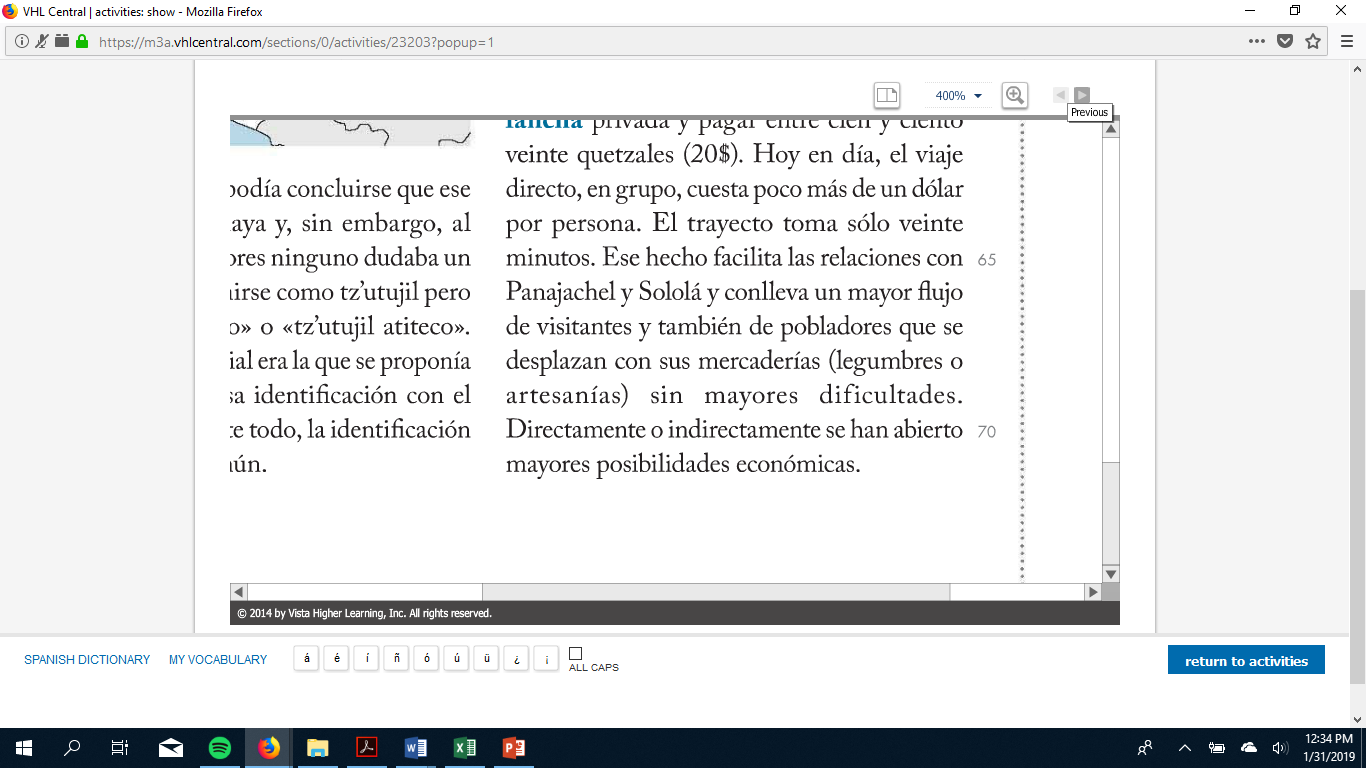 VHL Central | activities: show - Mozilla Firefox
https://m3a.vhlcentral.com/sections/0/activities/23203?popup=1
400%
Previous
podía concluirse que ese
aya y, sin embargo, al
ores ninguno dudaba un
irse como tz'utujil pero
o» o «tz'utujil atiteco».
ial era la que se proponía
sa identificación con el
te todo, la identificación
ún.
lancha privada y pagar entre cien y ciento
veinte quetzales (20$). Hoy en día, el viaje
directo, en grupo, cuesta poco más de un dólar
por persona. El trayecto toma sólo veinte
minutos. Ese hecho facilita las relaciones con 65
Panajachel y Sololá y conlleva un mayor flujo
de visitantes y también de pobladores que se
desplazan con sus mercaderías (legumbres o
artesanías) sin mayores dificultades.
Directamente o indirectamente se han abierto 70
mayores posibilidades económicas.
© 2014 by Vista Higher Learning, Inc. All rights reserved.
SPANISH DICTIONARY MY VOCABULARY á é í ñ ó ú ü ¿ ¡ ALL CAPS return to activities
12:34 PM
1/31/2019